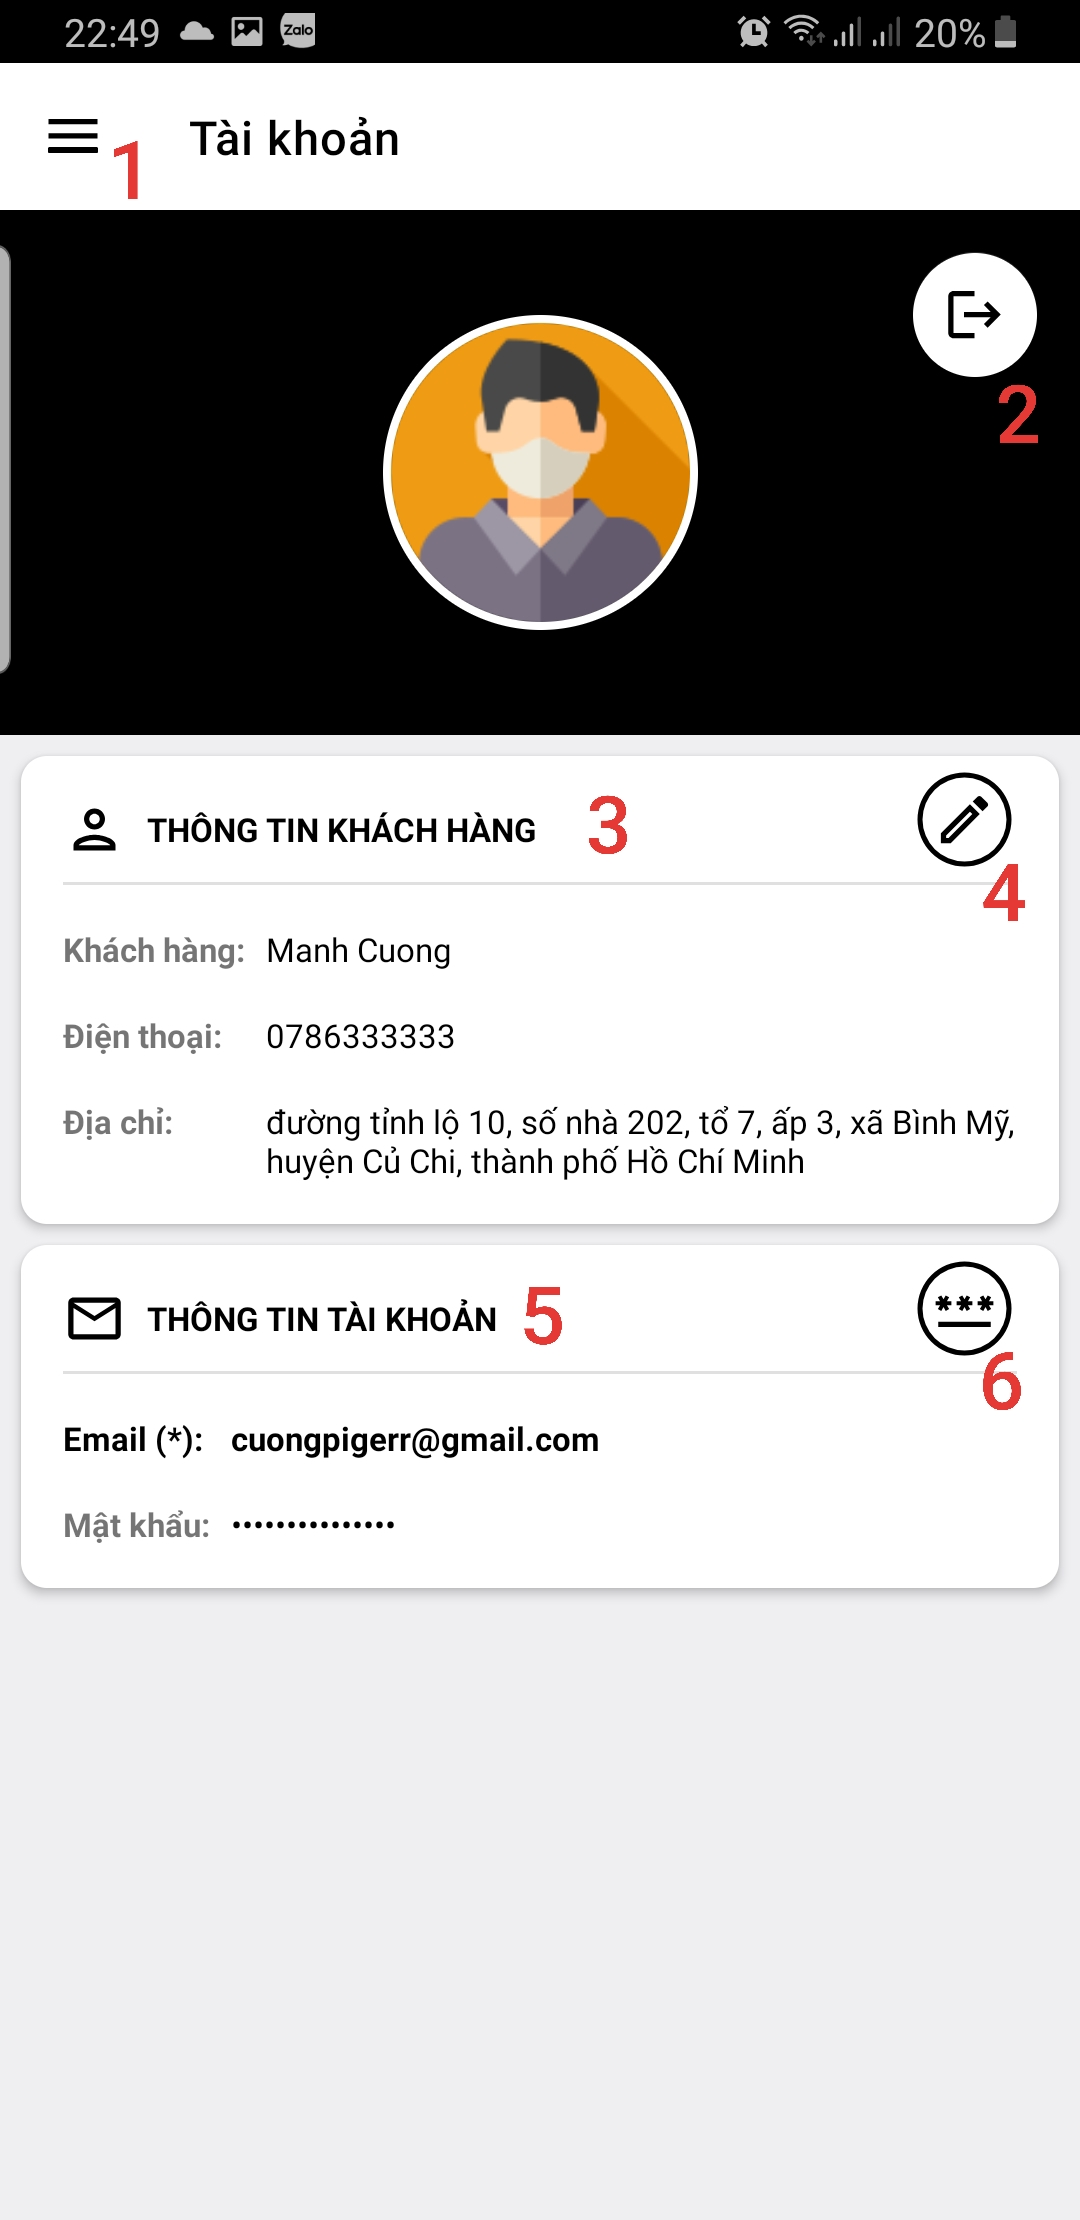 22:49 Zalo 20%
1 Tài khoản
2
THÔNG TIN KHÁCH HÀNG 3
4
Khách hàng: Manh Cuong
Điện thoại: 0786333333
Địa chỉ: đường tỉnh lộ 10, số nhà 202, tổ 7, ấp 3, xã Bình Mỹ,
huyện Củ Chi, thành phố Hồ Chí Minh
THÔNG TIN TÀI KHOẢN 5 ***
6
Email (*): cuongpigerr@gmail.com
Mật khẩu: •••••••••••••••